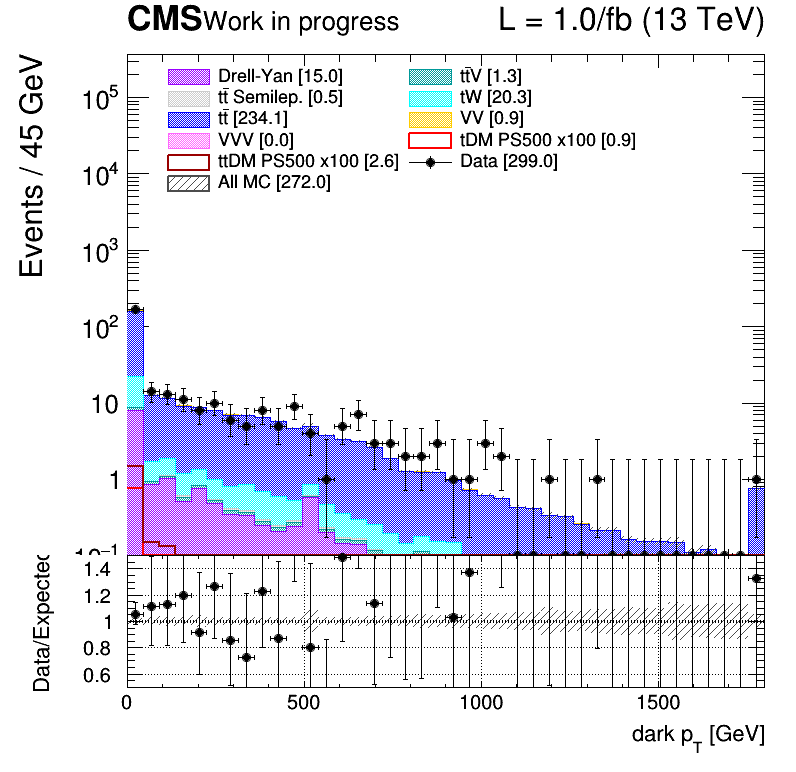 CMS Work in progress L = 1.0/fb (13 TeV)
Events / 45 GeV
Drell-Yan [15.0] tt̄V [1.3]
tt̄ Semilep. [0.5] tW [20.3]
tt̄ [234.1] VV [0.9]
VVV [0.0] tDM PS500 x100 [0.9]
ttDM PS500 x100 [2.6] Data [299.0]
All MC [272.0]
10⁵
10⁴
10³
10²
10
1
10⁻¹
Data/Expected
1.4
1.2
1
0.8
0.6
0 500 1000 1500
dark p_T [GeV]